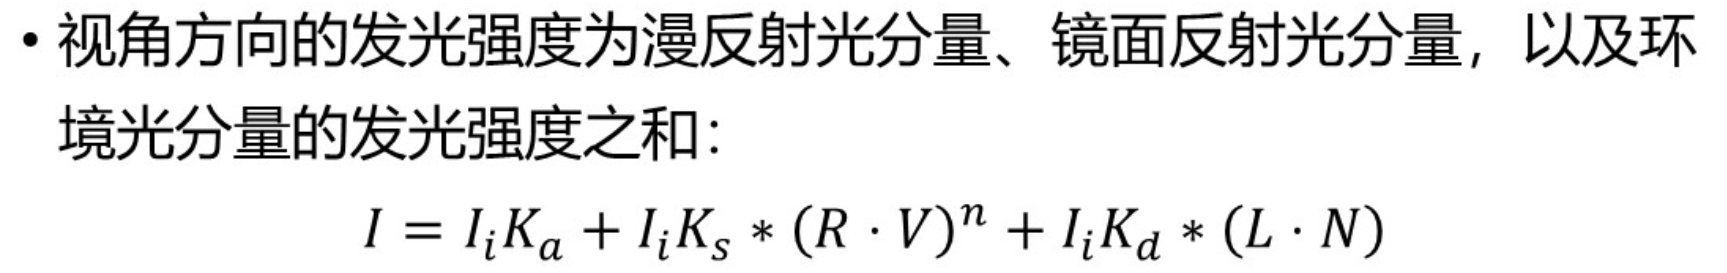 • 视角方向的发光强度为漫反射光分量、镜面反射光分量，以及环
境光分量的发光强度之和：
$I = I_i K_a + I_i K_s * (R \cdot V)^n + I_i K_d * (L \cdot N)$